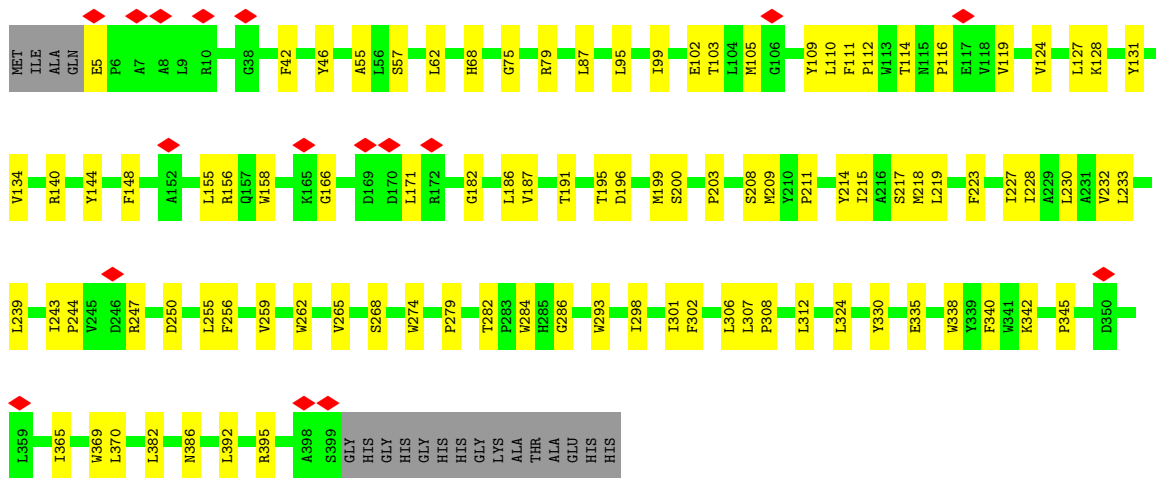 MET ILE ALA GLN E5 P6 A7 A8 L9 R10 G38 F42 Y46 A55 L56 S57 L62 H68 G75 R79 L87 L95 I99 E102 T103 L104 M105 G106 Y109 L110 F111 P112 W113 T114 N115 P116 E117 V118 V119 V124 L127 K128 Y131
V134 R140 Y144 F148 A152 L155 R156 Q157 W158 K165 G166 D169 D170 L171 R172 G182 L186 V187 T191 T195 D196 M199 S200 P203 S208 M209 Y210 P211 Y214 I215 A216 S217 M218 L219 F223 I227 I228 A229 L230 A231 V232 L233
L239 I243 P244 V245 D246 R247 D250 L255 F256 V259 W262 V265 S268 W274 P279 T282 P283 W284 H285 G286 W293 I298 I301 F302 L306 L307 P308 L312 L324 Y330 E335 W338 Y339 F340 W341 K342 P345 D350
L359 I365 W369 L370 L382 N386 L392 R395 A398 S399 GLY HIS GLY HIS GLY HIS HIS GLY LYS ALA THR ALA GLU HIS HIS